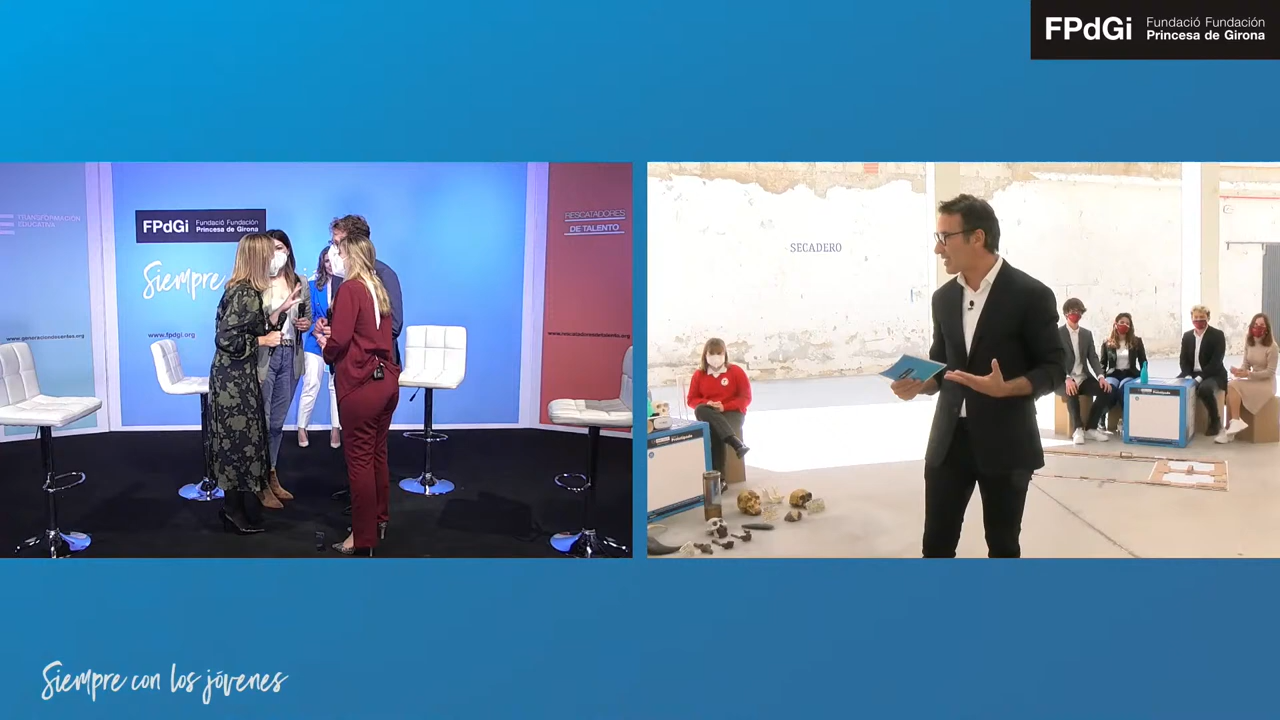 FPdGi
Fundació Fundación
Princesa de Girona
TRANSFORMACIÓN
EDUCATIVA
FPdGi
Fundació Fundación
Princesa de Girona
Siempre
www.fpdgi.org
www.generaciondocentes.org
RESCATADORES
DE TALENTO
www.rescatadoresdetalento.org
SECADERO
Siempre con los jóvenes